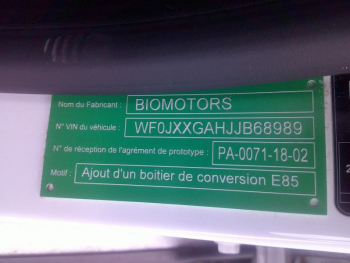 Nom du Fabricant : BIOMOTORS
N° VIN du véhicule : WF0JXXGAHJJB68989
N° de réception de l'agrément de prototype : PA-0071-18-02
Motif : Ajout d'un boitier de conversion E85